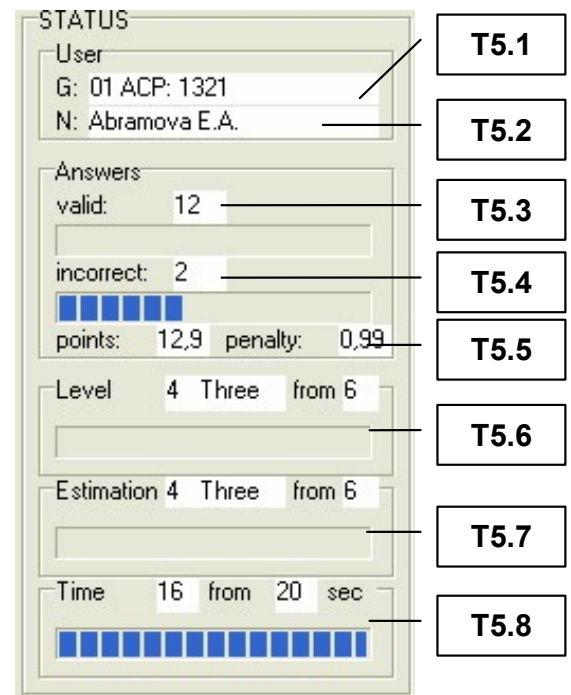 STATUS
User
G: 01 ACP: 1321
T5.1
N: Abramova E.A.
T5.2
Answers
valid: 12
T5.3
incorrect: 2
T5.4
points: 12,9 penalty: 0,99
T5.5
Level 4 Three from 6
T5.6
Estimation 4 Three from 6
T5.7
Time 16 from 20 sec
T5.8